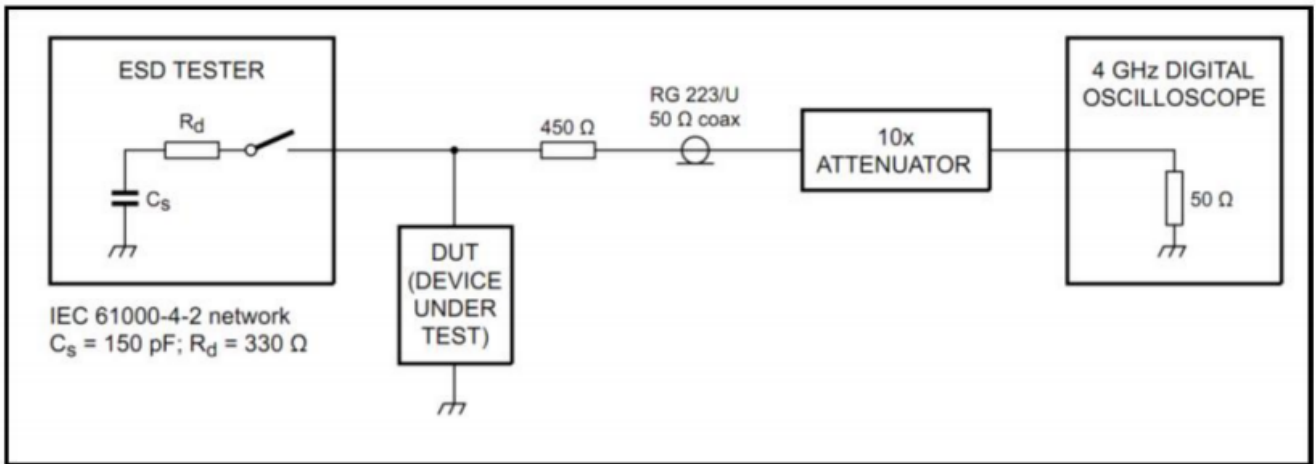 ESD TESTER
Rd
Cs
IEC 61000-4-2 network
Cs = 150 pF; Rd = 330 Ω
DUT
(DEVICE
UNDER
TEST)
450 Ω
RG 223/U
50 Ω coax
10x
ATTENUATOR
4 GHz DIGITAL
OSCILLOSCOPE
50 Ω